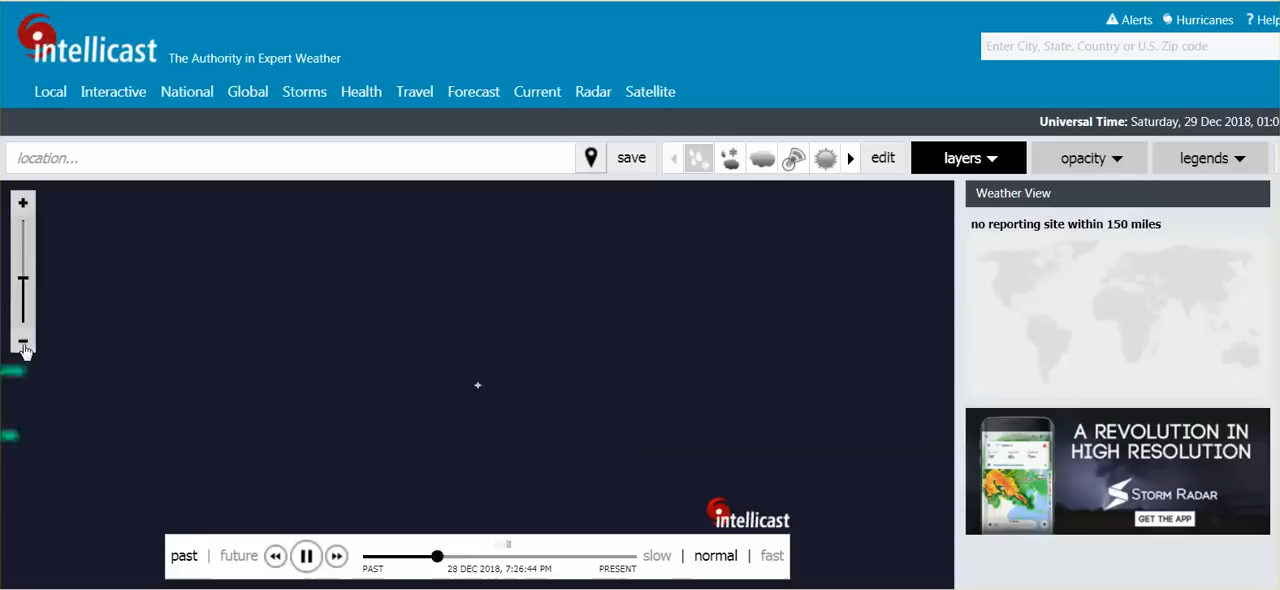 Alerts Hurricanes ? Help
intellicast The Authority in Expert Weather
Enter City, State, Country or U.S. Zip code
Local Interactive National Global Storms Health Travel Forecast Current Radar Satellite
Universal Time: Saturday, 29 Dec 2018, 01:0
location... save edit layers opacity legends
Weather View
no reporting site within 150 miles
A REVOLUTION IN
HIGH RESOLUTION
STORM RADAR
GET THE APP
intellicast
past | future slow | normal | fast
PAST 28 DEC 2018, 7:26:44 PM PRESENT